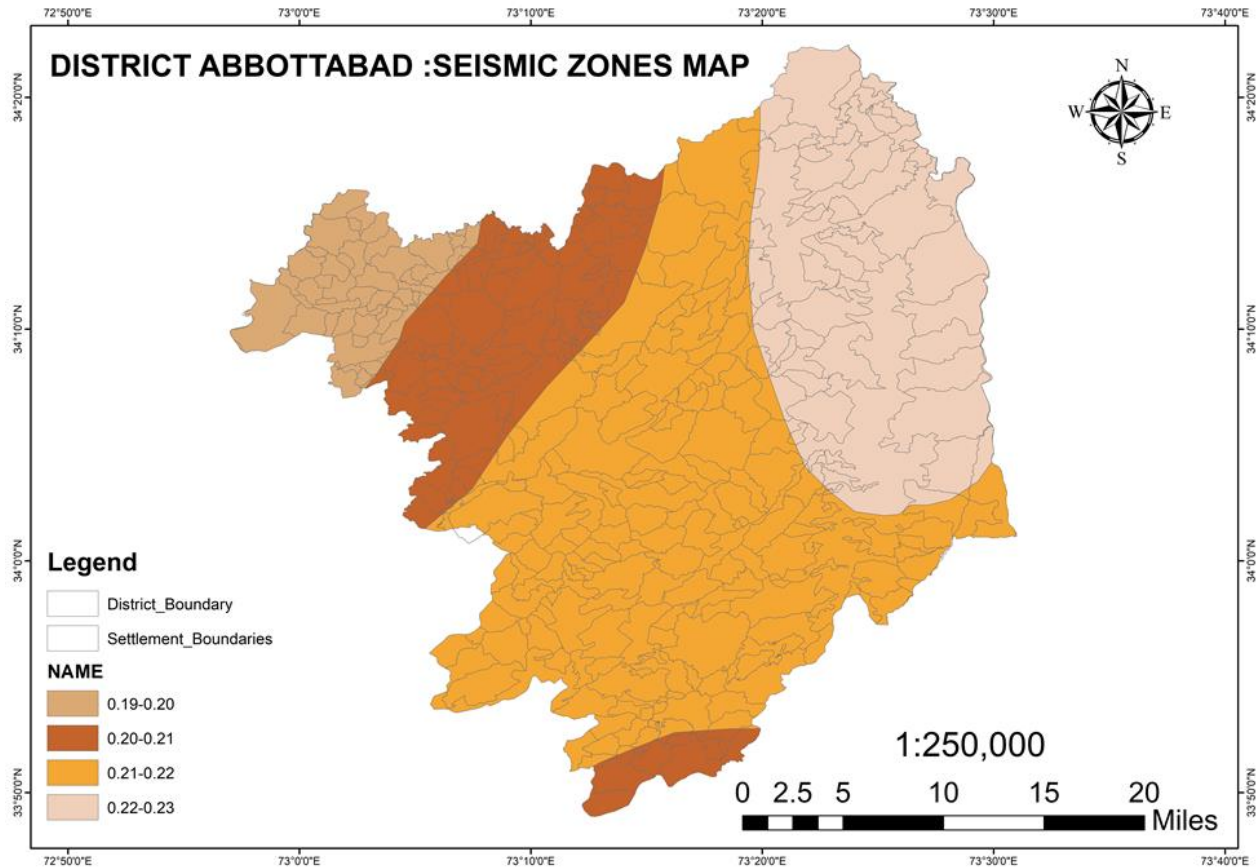 72°50'0"E 73°0'0"E 73°10'0"E 73°20'0"E 73°30'0"E 73°40'0"E
DISTRICT ABBOTTABAD :SEISMIC ZONES MAP
N
W E
S
34°20'0"N 34°20'0"N
34°10'0"N 34°10'0"N
34°0'0"N 34°0'0"N
33°50'0"N 33°50'0"N
Legend
District_Boundary
Settlement_Boundaries
NAME
0.19-0.20
0.20-0.21
0.21-0.22
0.22-0.23
1:250,000
0 2.5 5 10 15 20
Miles
72°50'0"E 73°0'0"E 73°10'0"E 73°20'0"E 73°30'0"E 73°40'0"E